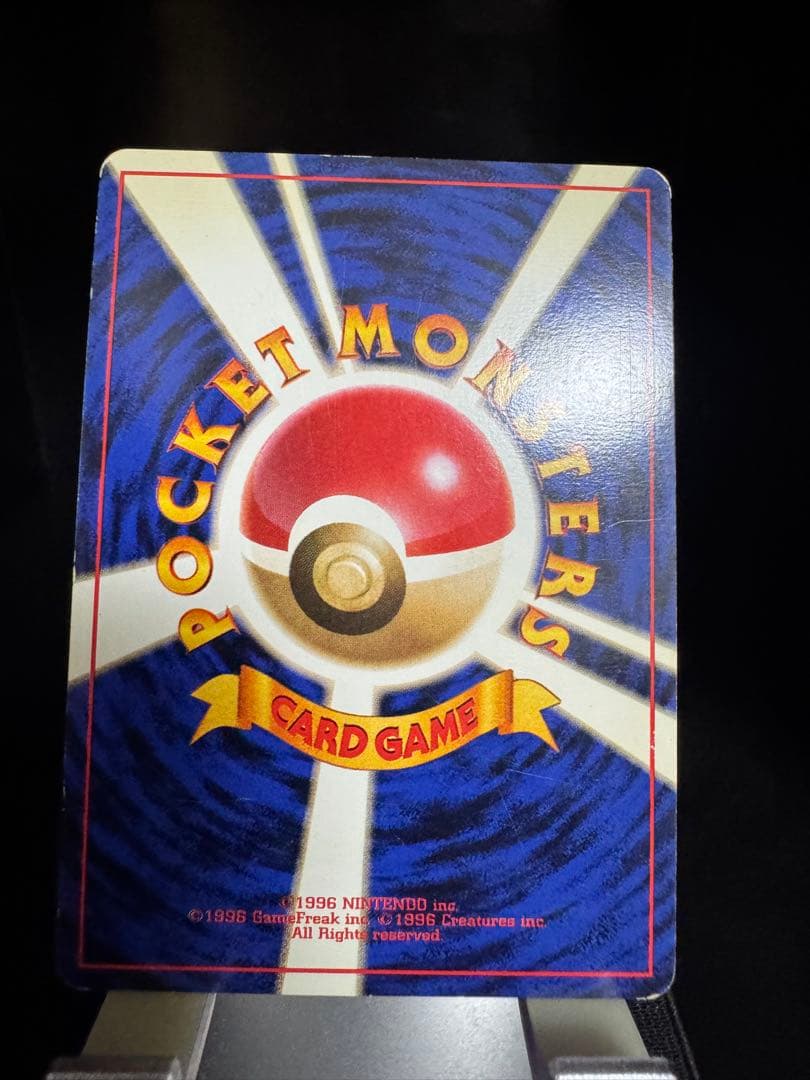 POCKET MONSTERS
CARD GAME
©1996 NINTENDO inc.
©1996 GameFreak inc. ©1996 Creatures inc.
All Rights reserved.